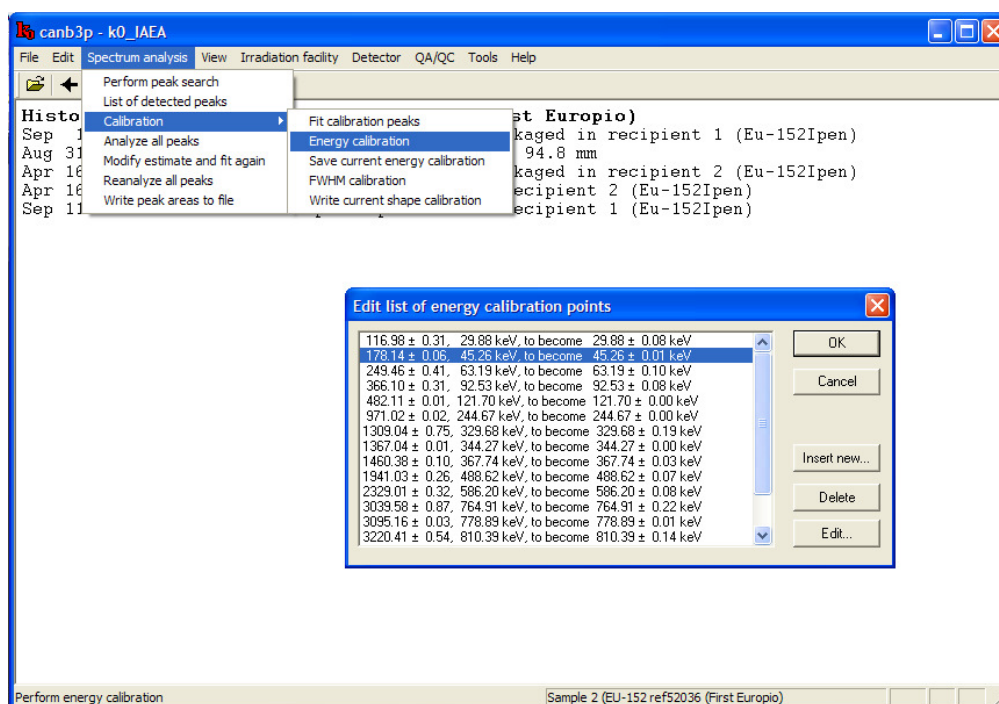 canb3p - k0_IAEA
File Edit Spectrum analysis View Irradiation facility Detector QA/QC Tools Help
Perform peak search
List of detected peaks
Calibration
Analyze all peaks
Modify estimate and fit again
Reanalyze all peaks
Write peak areas to file
Fit calibration peaks
Energy calibration
Save current energy calibration
FWHM calibration
Write current shape calibration
Histo st Europio)
Sep 1 kaged in recipient 1 (Eu-152Ipen)
Aug 31 94.8 mm
Apr 16 kaged in recipient 2 (Eu-152Ipen)
Apr 16 ecipient 2 (Eu-152Ipen)
Sep 11 ecipient 1 (Eu-152Ipen)
Edit list of energy calibration points
116.98 ± 0.31, 29.88 keV, to become 29.88 ± 0.08 keV
178.14 ± 0.06, 45.26 keV, to become 45.26 ± 0.01 keV
249.46 ± 0.41, 63.19 keV, to become 63.19 ± 0.10 keV
366.10 ± 0.31, 92.53 keV, to become 92.53 ± 0.08 keV
482.11 ± 0.01, 121.70 keV, to become 121.70 ± 0.00 keV
971.02 ± 0.02, 244.67 keV, to become 244.67 ± 0.00 keV
1309.04 ± 0.75, 329.68 keV, to become 329.68 ± 0.19 keV
1367.04 ± 0.01, 344.27 keV, to become 344.27 ± 0.00 keV
1460.38 ± 0.10, 367.74 keV, to become 367.74 ± 0.03 keV
1941.03 ± 0.26, 488.62 keV, to become 488.62 ± 0.07 keV
2329.01 ± 0.32, 586.20 keV, to become 586.20 ± 0.08 keV
3039.58 ± 0.87, 764.91 keV, to become 764.91 ± 0.22 keV
3095.16 ± 0.03, 778.89 keV, to become 778.89 ± 0.01 keV
3220.41 ± 0.54, 810.39 keV, to become 810.39 ± 0.14 keV
OK
Cancel
Insert new...
Delete
Edit...
Perform energy calibration
Sample 2 (EU-152 ref52036 (First Europio)